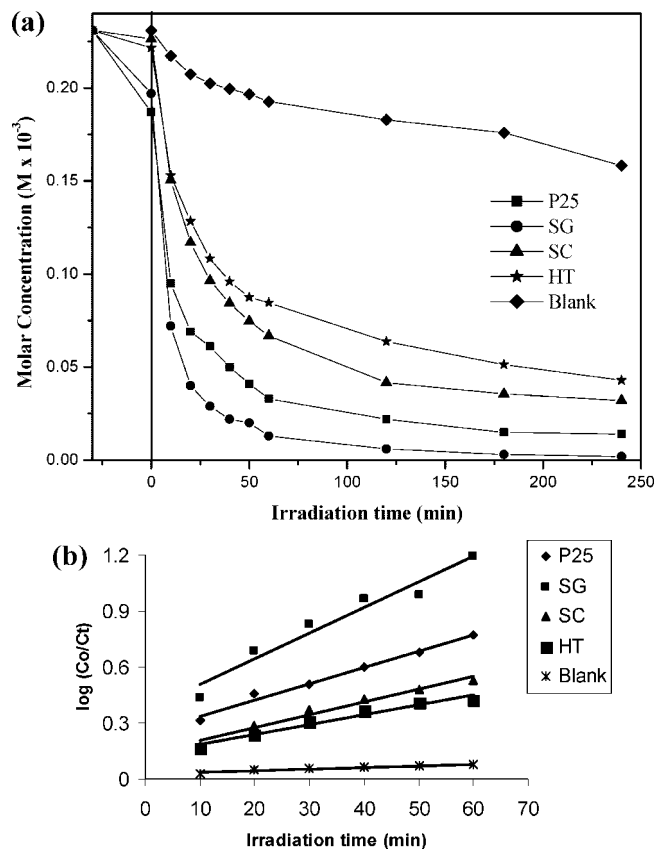 (a)
0.20
0.15
0.10
0.05
0.00
Molar Concentration (M x 10⁻³)
P25
SG
SC
HT
Blank
0 50 100 150 200 250
Irradiation time (min)
(b)
1.2
0.9
0.6
0.3
0
log (Co/Ct)
P25
SG
SC
HT
Blank
0 10 20 30 40 50 60 70
Irradiation time (min)